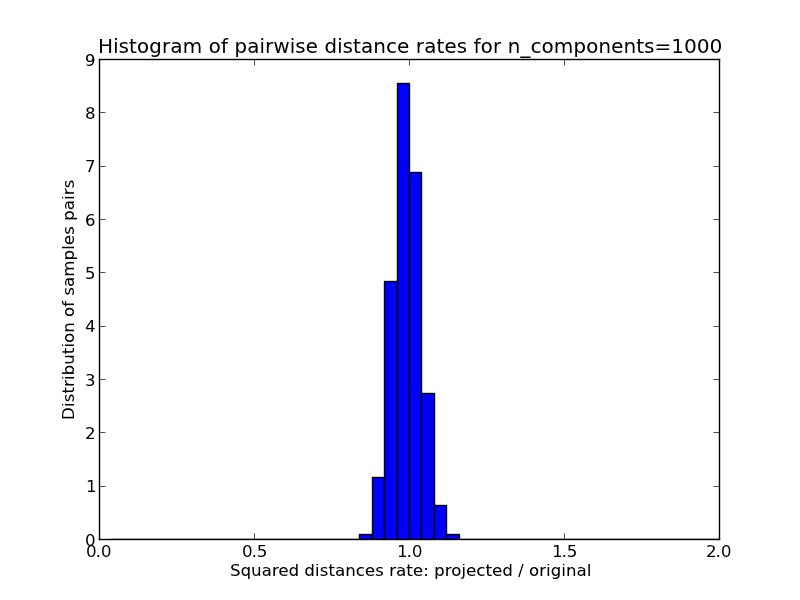 Histogram of pairwise distance rates for n_components=1000
9
8
7
6
5
4
3
2
1
0
Distribution of samples pairs
0.0 0.5 1.0 1.5 2.0
Squared distances rate: projected / original